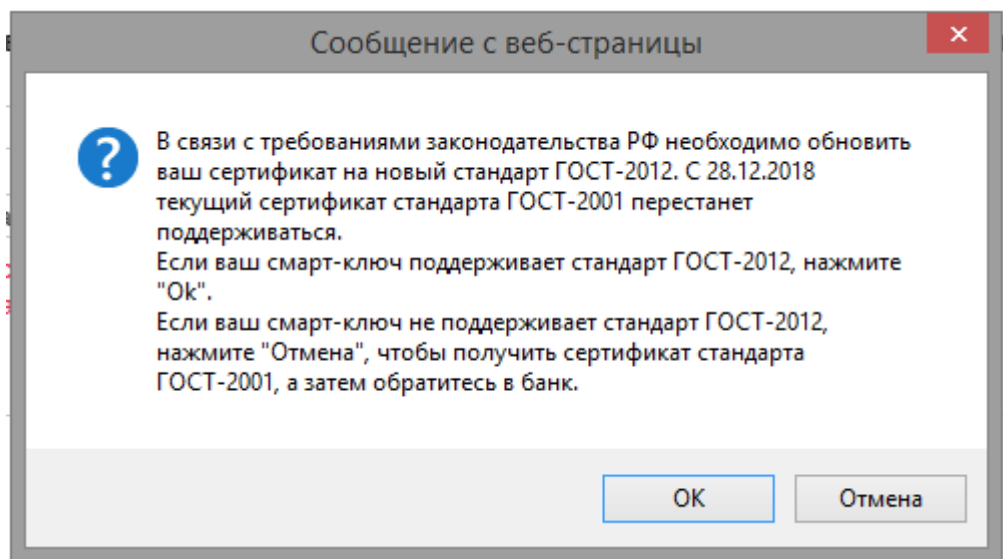 Сообщение с веб-страницы
В связи с требованиями законодательства РФ необходимо обновить
ваш сертификат на новый стандарт ГОСТ-2012. С 28.12.2018
текущий сертификат стандарта ГОСТ-2001 перестанет
поддерживаться.
Если ваш смарт-ключ поддерживает стандарт ГОСТ-2012, нажмите
"Ok".
Если ваш смарт-ключ не поддерживает стандарт ГОСТ-2012,
нажмите "Отмена", чтобы получить сертификат стандарта
ГОСТ-2001, а затем обратитесь в банк.
ОК Отмена